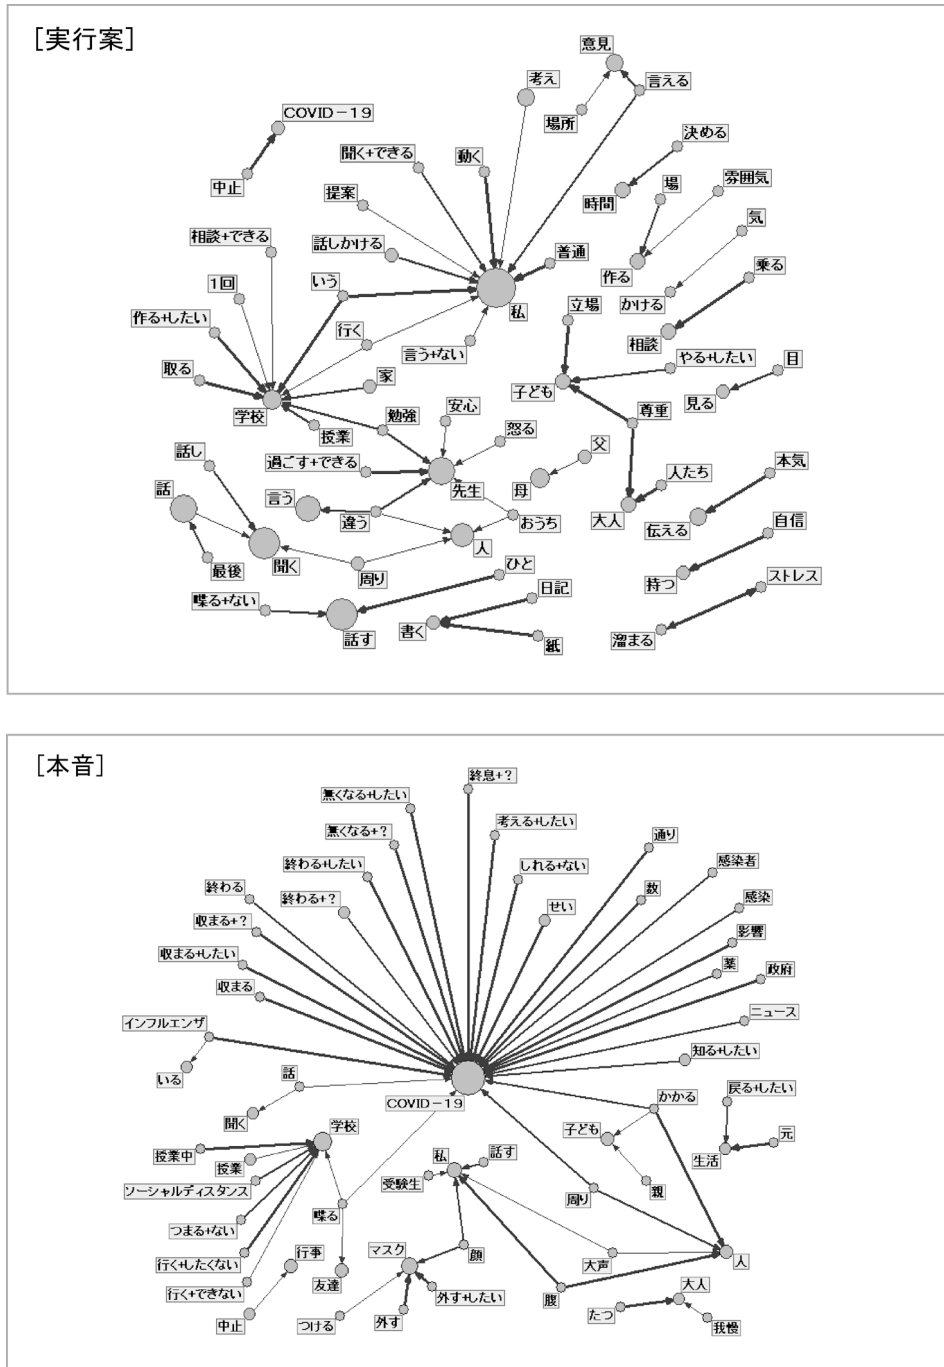 [実行案]
意見
考え
言える
COVID－19
場所
決める
聞く+できる
動く
中止
提案
時間
場
雰囲気
相談+できる
話しかける
気
1回
いう
普通
作る
乗る
作る+したい
私
かける
行く
立場
言う+ない
相談
取る
家
やる+したい
目
学校
子ども
見る
授業
勉強
安心
尊重
話し
過ごす+できる
怒る
父
本気
話
言う
先生
母
人たち
違う
おうち
大人
伝える
自信
最後
聞く
周り
人
ひと
持つ
ストレス
喋る+ない
日記
話す
書く
紙
溜まる
[本音]
終息+？
無くなる+したい
無くなる+？
考える+したい
通り
終わる+したい
しれる+ない
感染者
終わる
終わる+？
数
収まる+？
せい
感染
収まる+したい
影響
収まる
薬
政府
インフルエンザ
ニュース
いる
知る+したい
話
COVID－19
かかる
戻る+したい
聞く
学校
子ども
元
授業中
私
話す
生活
授業
受験生
親
ソーシャルディスタンス
喋る
周り
つまる+ない
行事
マスク
顔
大声
人
行く+したくない
友達
外す+したい
大人
行く+できない
腹
中止
つける
外す
たつ
我慢